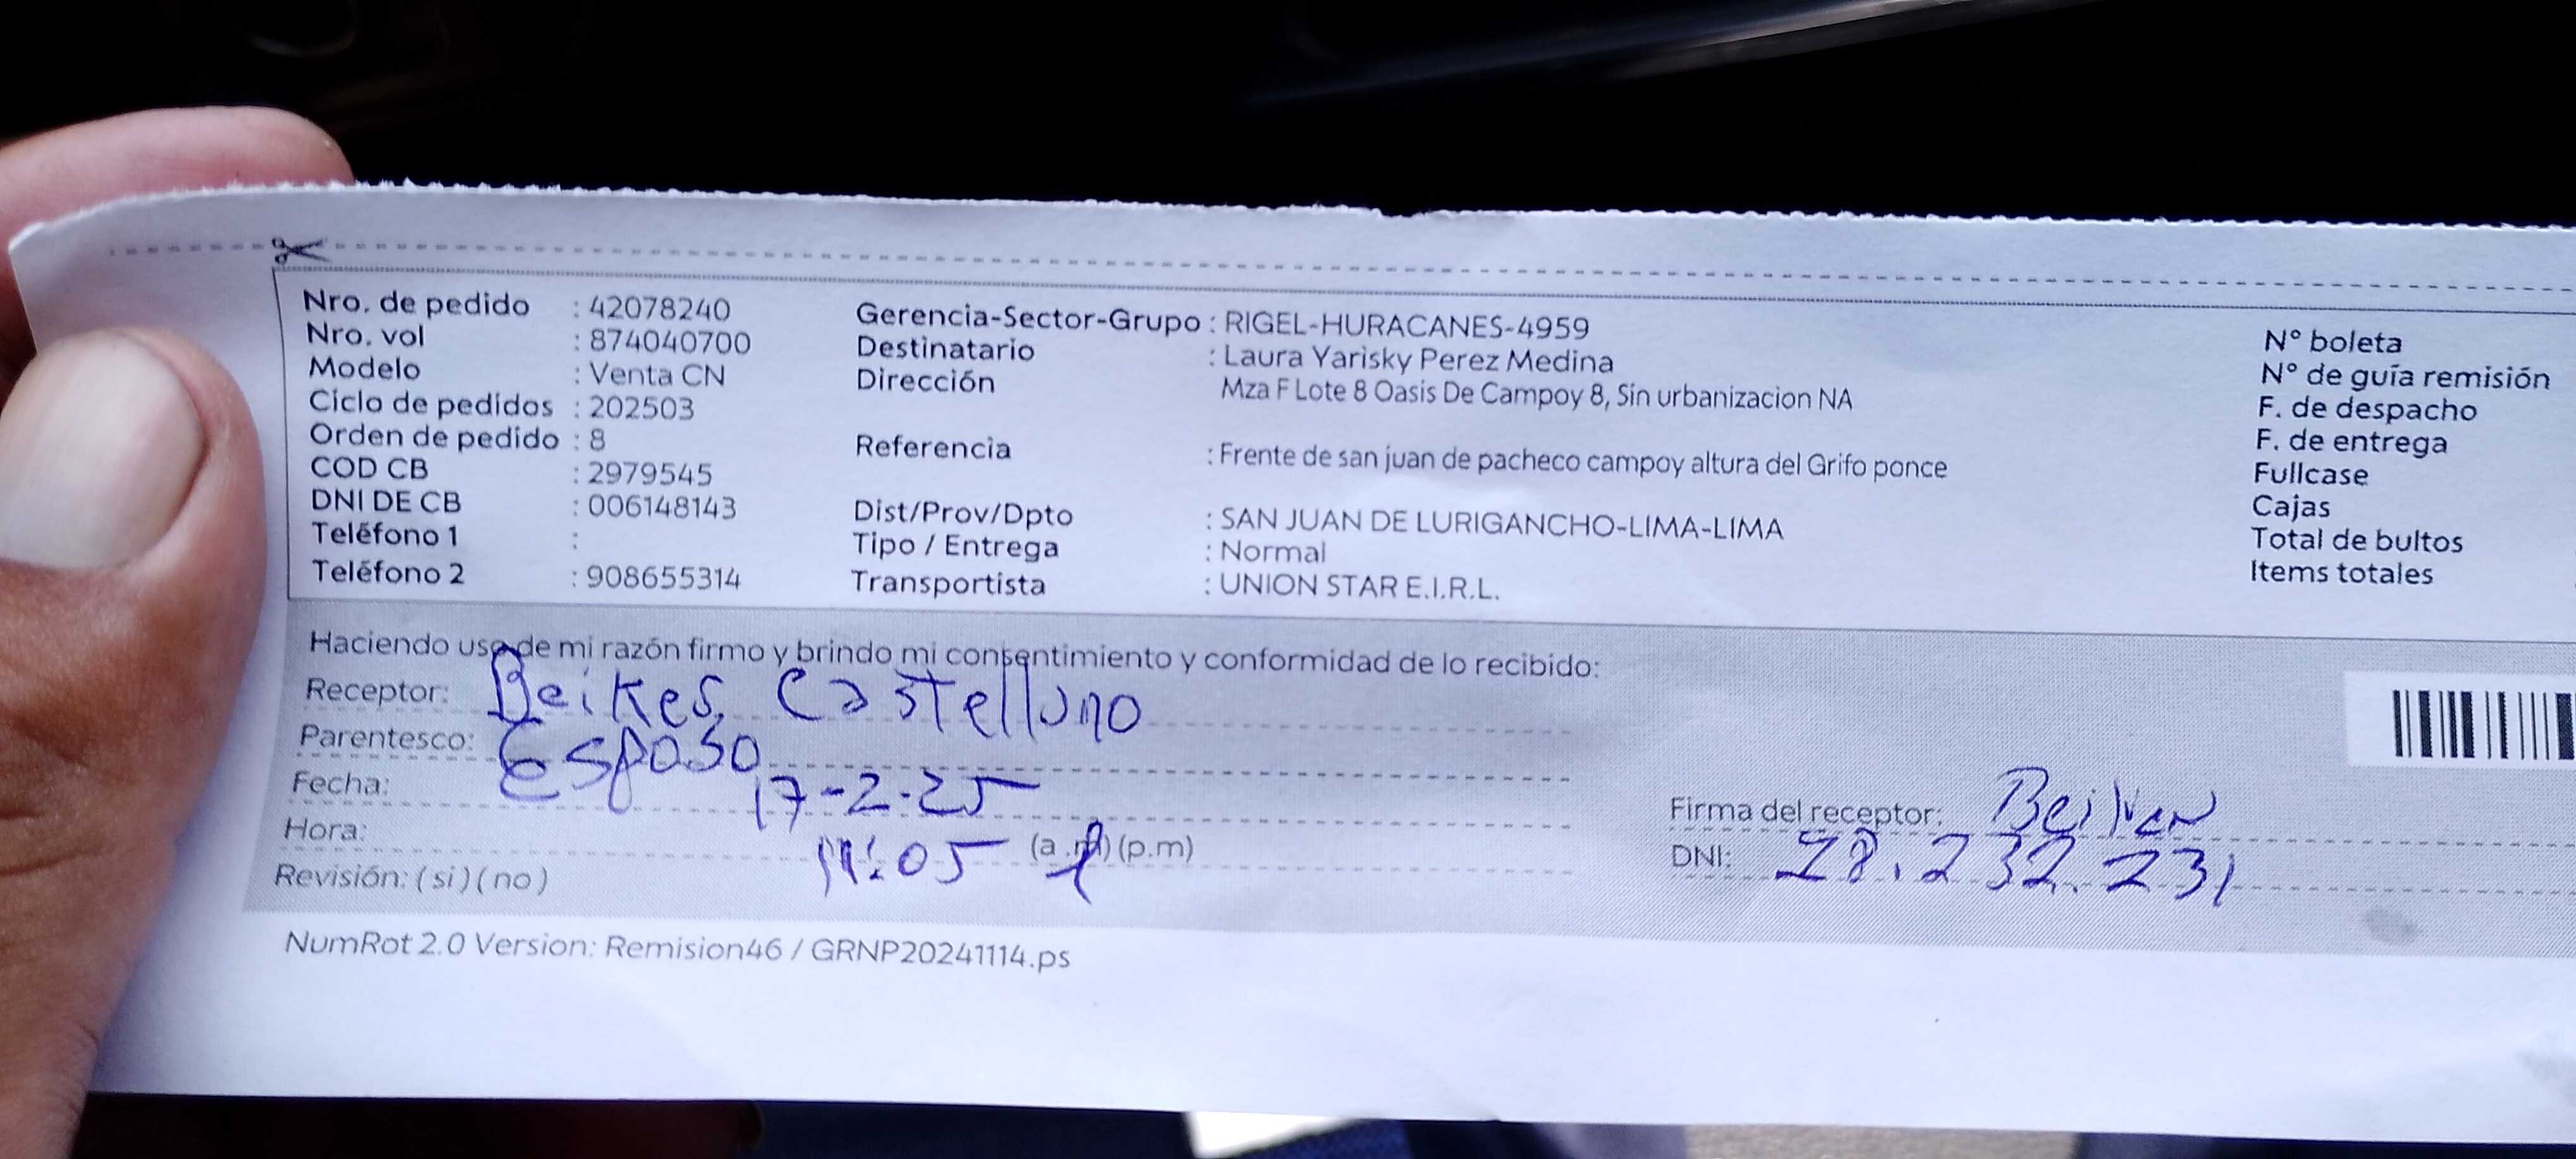 Nro. de pedido : 42078240
Nro. vol : 874040700
Modelo : Venta CN
Ciclo de pedidos : 202503
Orden de pedido : 8
COD CB : 2979545
DNI DE CB : 006148143
Teléfono 1 :
Teléfono 2 : 908655314
Gerencia-Sector-Grupo : RIGEL-HURACANES-4959
Destinatario : Laura Yarisky Perez Medina
Dirección Mza F Lote 8 Oasis De Campoy 8, Sin urbanizacion NA
Referencia : Frente de san juan de pacheco campoy altura del Grifo ponce
Dist/Prov/Dpto : SAN JUAN DE LURIGANCHO-LIMA-LIMA
Tipo / Entrega : Normal
Transportista : UNION STAR E.I.R.L.
N° boleta
N° de guía remisión
F. de despacho
F. de entrega
Fullcase
Cajas
Total de bultos
Items totales
Haciendo uso de mi razón firmo y brindo mi consentimiento y conformidad de lo recibido:
Receptor: Beikes Castelluno
Parentesco: Esposo
Fecha: 17-2-25
Hora: 11:05 (a.m) (p.m)
Revisión: (si) (no)
Firma del receptor:
DNI: 28.232.231
NumRot 2.0 Version: Remision46 / GRNP20241114.ps